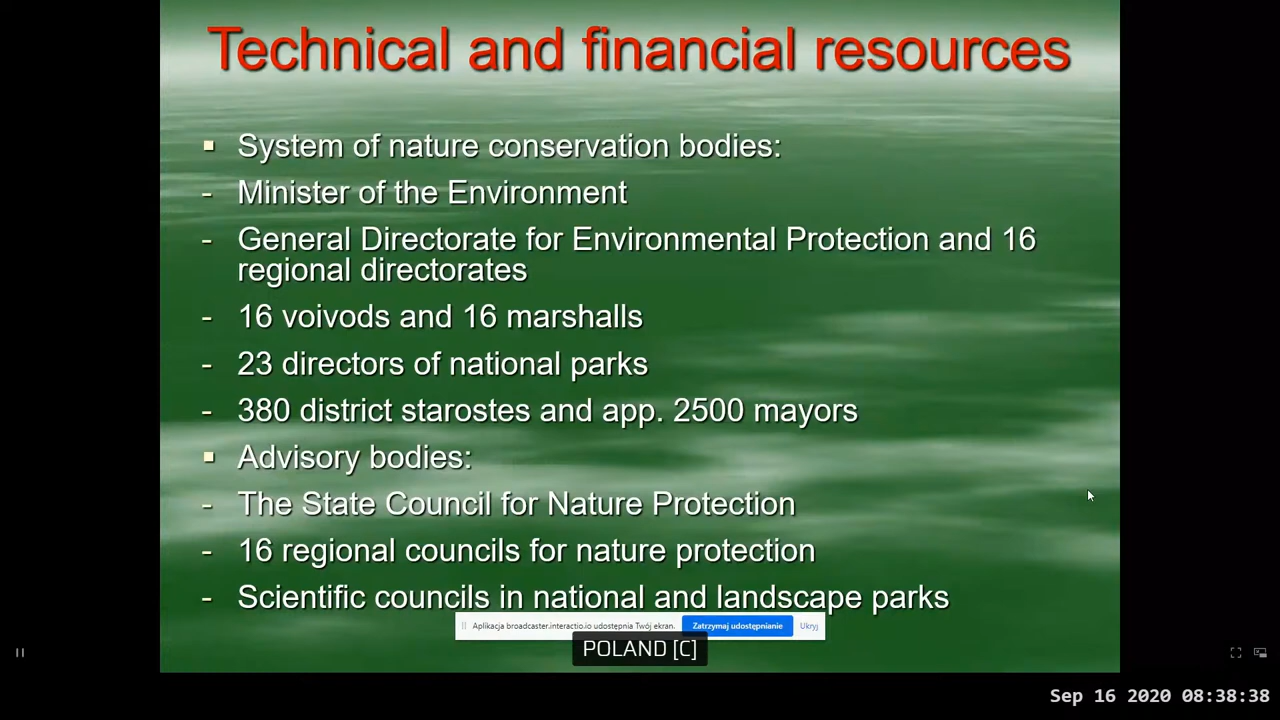 Technical and financial resources
▪ System of nature conservation bodies:
- Minister of the Environment
- General Directorate for Environmental Protection and 16
regional directorates
- 16 voivods and 16 marshalls
- 23 directors of national parks
- 380 district starostes and app. 2500 mayors
▪ Advisory bodies:
- The State Council for Nature Protection
- 16 regional councils for nature protection
- Scientific councils in national and landscape parks
Aplikacja broadcaster.interactio.io udostępnia Twój ekran. Zatrzymaj udostępnianie Ukryj
POLAND [C]
Sep 16 2020 08:38:38